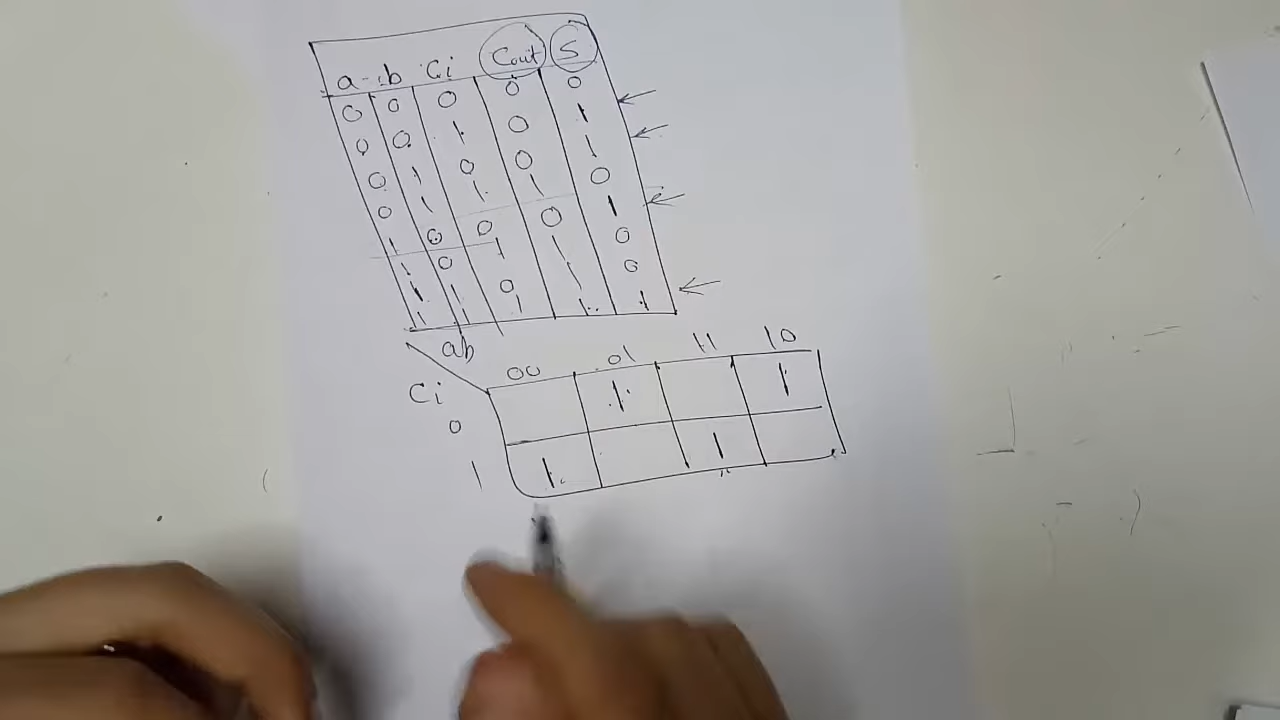 a b Ci Cout S
0 0 0 0 0
0 0 1 0 1
0 1 0 0 1
0 1 1 1 0
1 0 0 0 1
1 0 1 1 0
1 1 0 1 0
1 1 1 1 1
ab
00 01 11 10
Ci
0 1 1
1 1 1